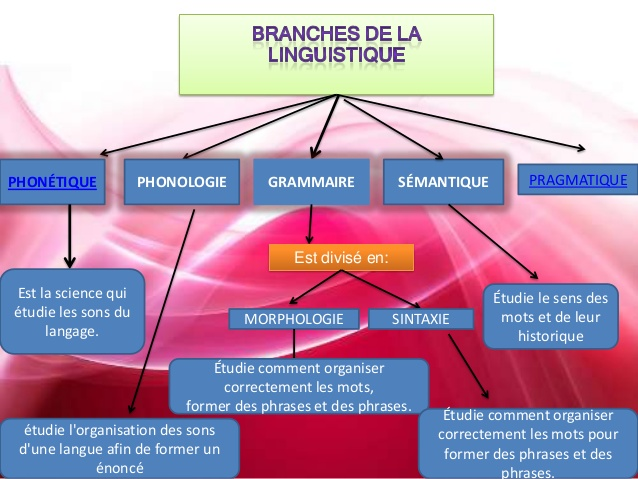 BRANCHES DE LA
LINGUISTIQUE
PHONÉTIQUE
PHONOLOGIE
GRAMMAIRE
SÉMANTIQUE
PRAGMATIQUE
Est divisé en:
Est la science qui
étudie les sons du
langage.
MORPHOLOGIE
SINTAXIE
Étudie le sens des
mots et de leur
historique
Étudie comment organiser
correctement les mots,
former des phrases et des phrases.
étudie l'organisation des sons
d'une langue afin de former un
énoncé
Étudie comment organiser
correctement les mots pour
former des phrases et des
phrases.